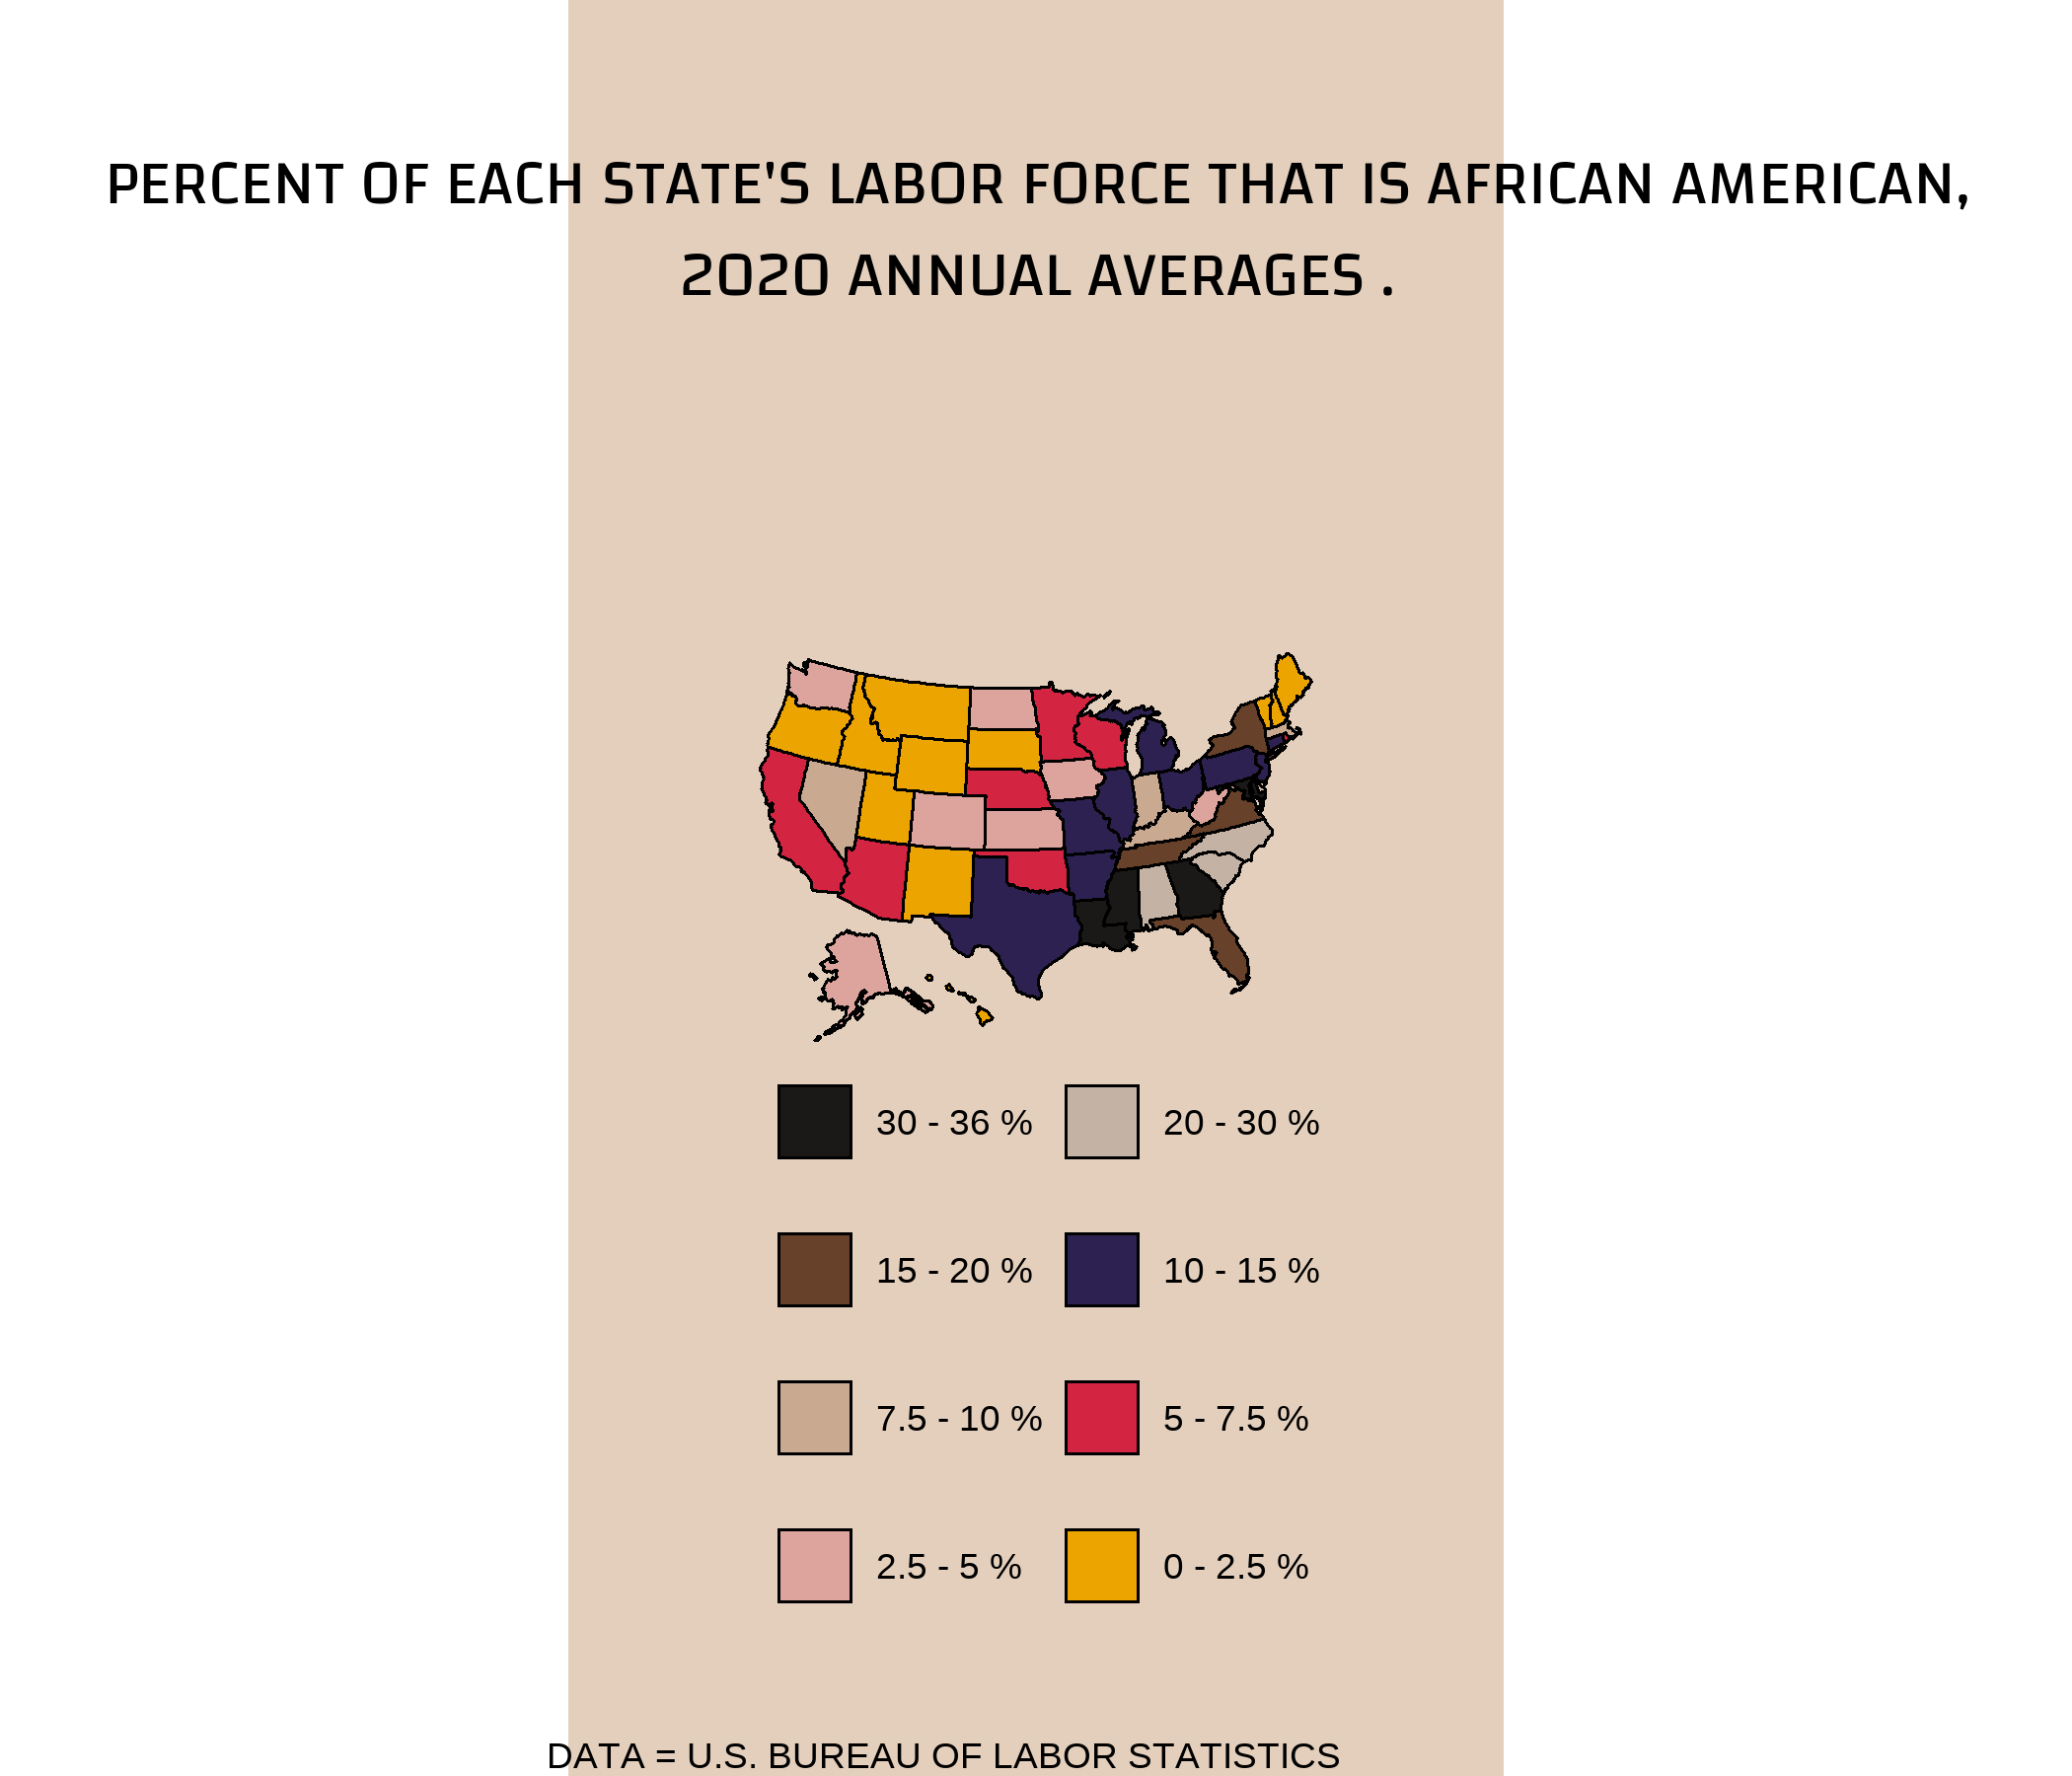 PERCENT OF EACH STATE'S LABOR FORCE THAT IS AFRICAN AMERICAN,
2020 ANNUAL AVERAGES .
30 - 36 %
20 - 30 %
15 - 20 %
10 - 15 %
7.5 - 10 %
5 - 7.5 %
2.5 - 5 %
0 - 2.5 %
DATA = U.S. BUREAU OF LABOR STATISTICS